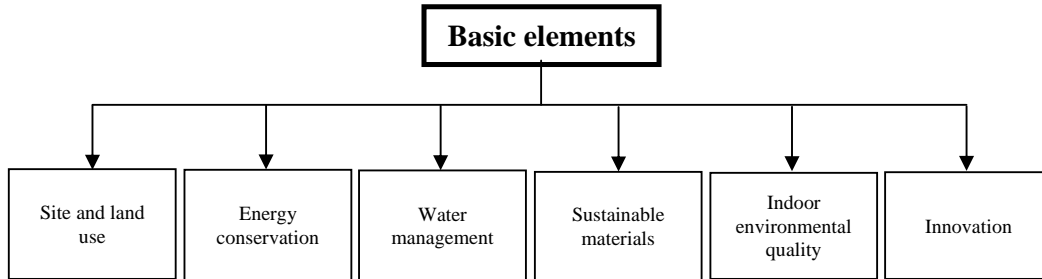 Basic elements
Site and land
use
Energy
conservation
Water
management
Sustainable
materials
Indoor
environmental
quality
Innovation